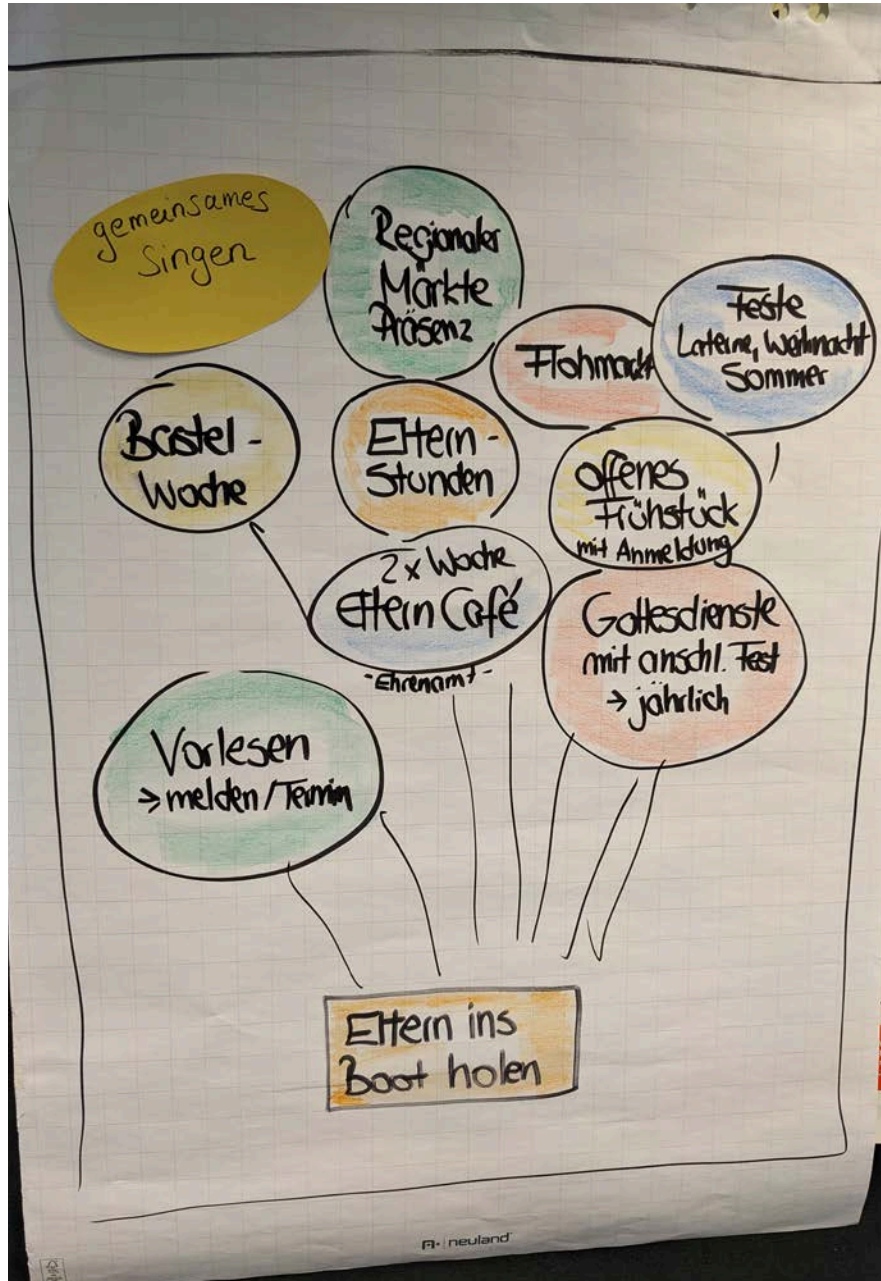 gemeinsames
Singen
Regionaler
Märkte
Präsenz
Feste
Laterne, Weihnacht
Sommer
Flohmarkt
Bastel-
Woche
Eltern-
Stunden
offenes
Frühstück
mit Anmeldung
2x Woche
Eltern Café
-Ehrenamt-
Gottesdienste
mit anschl. Fest
→ jährlich
Vorlesen
→ melden/Termin
Eltern ins
Boot holen
neuland